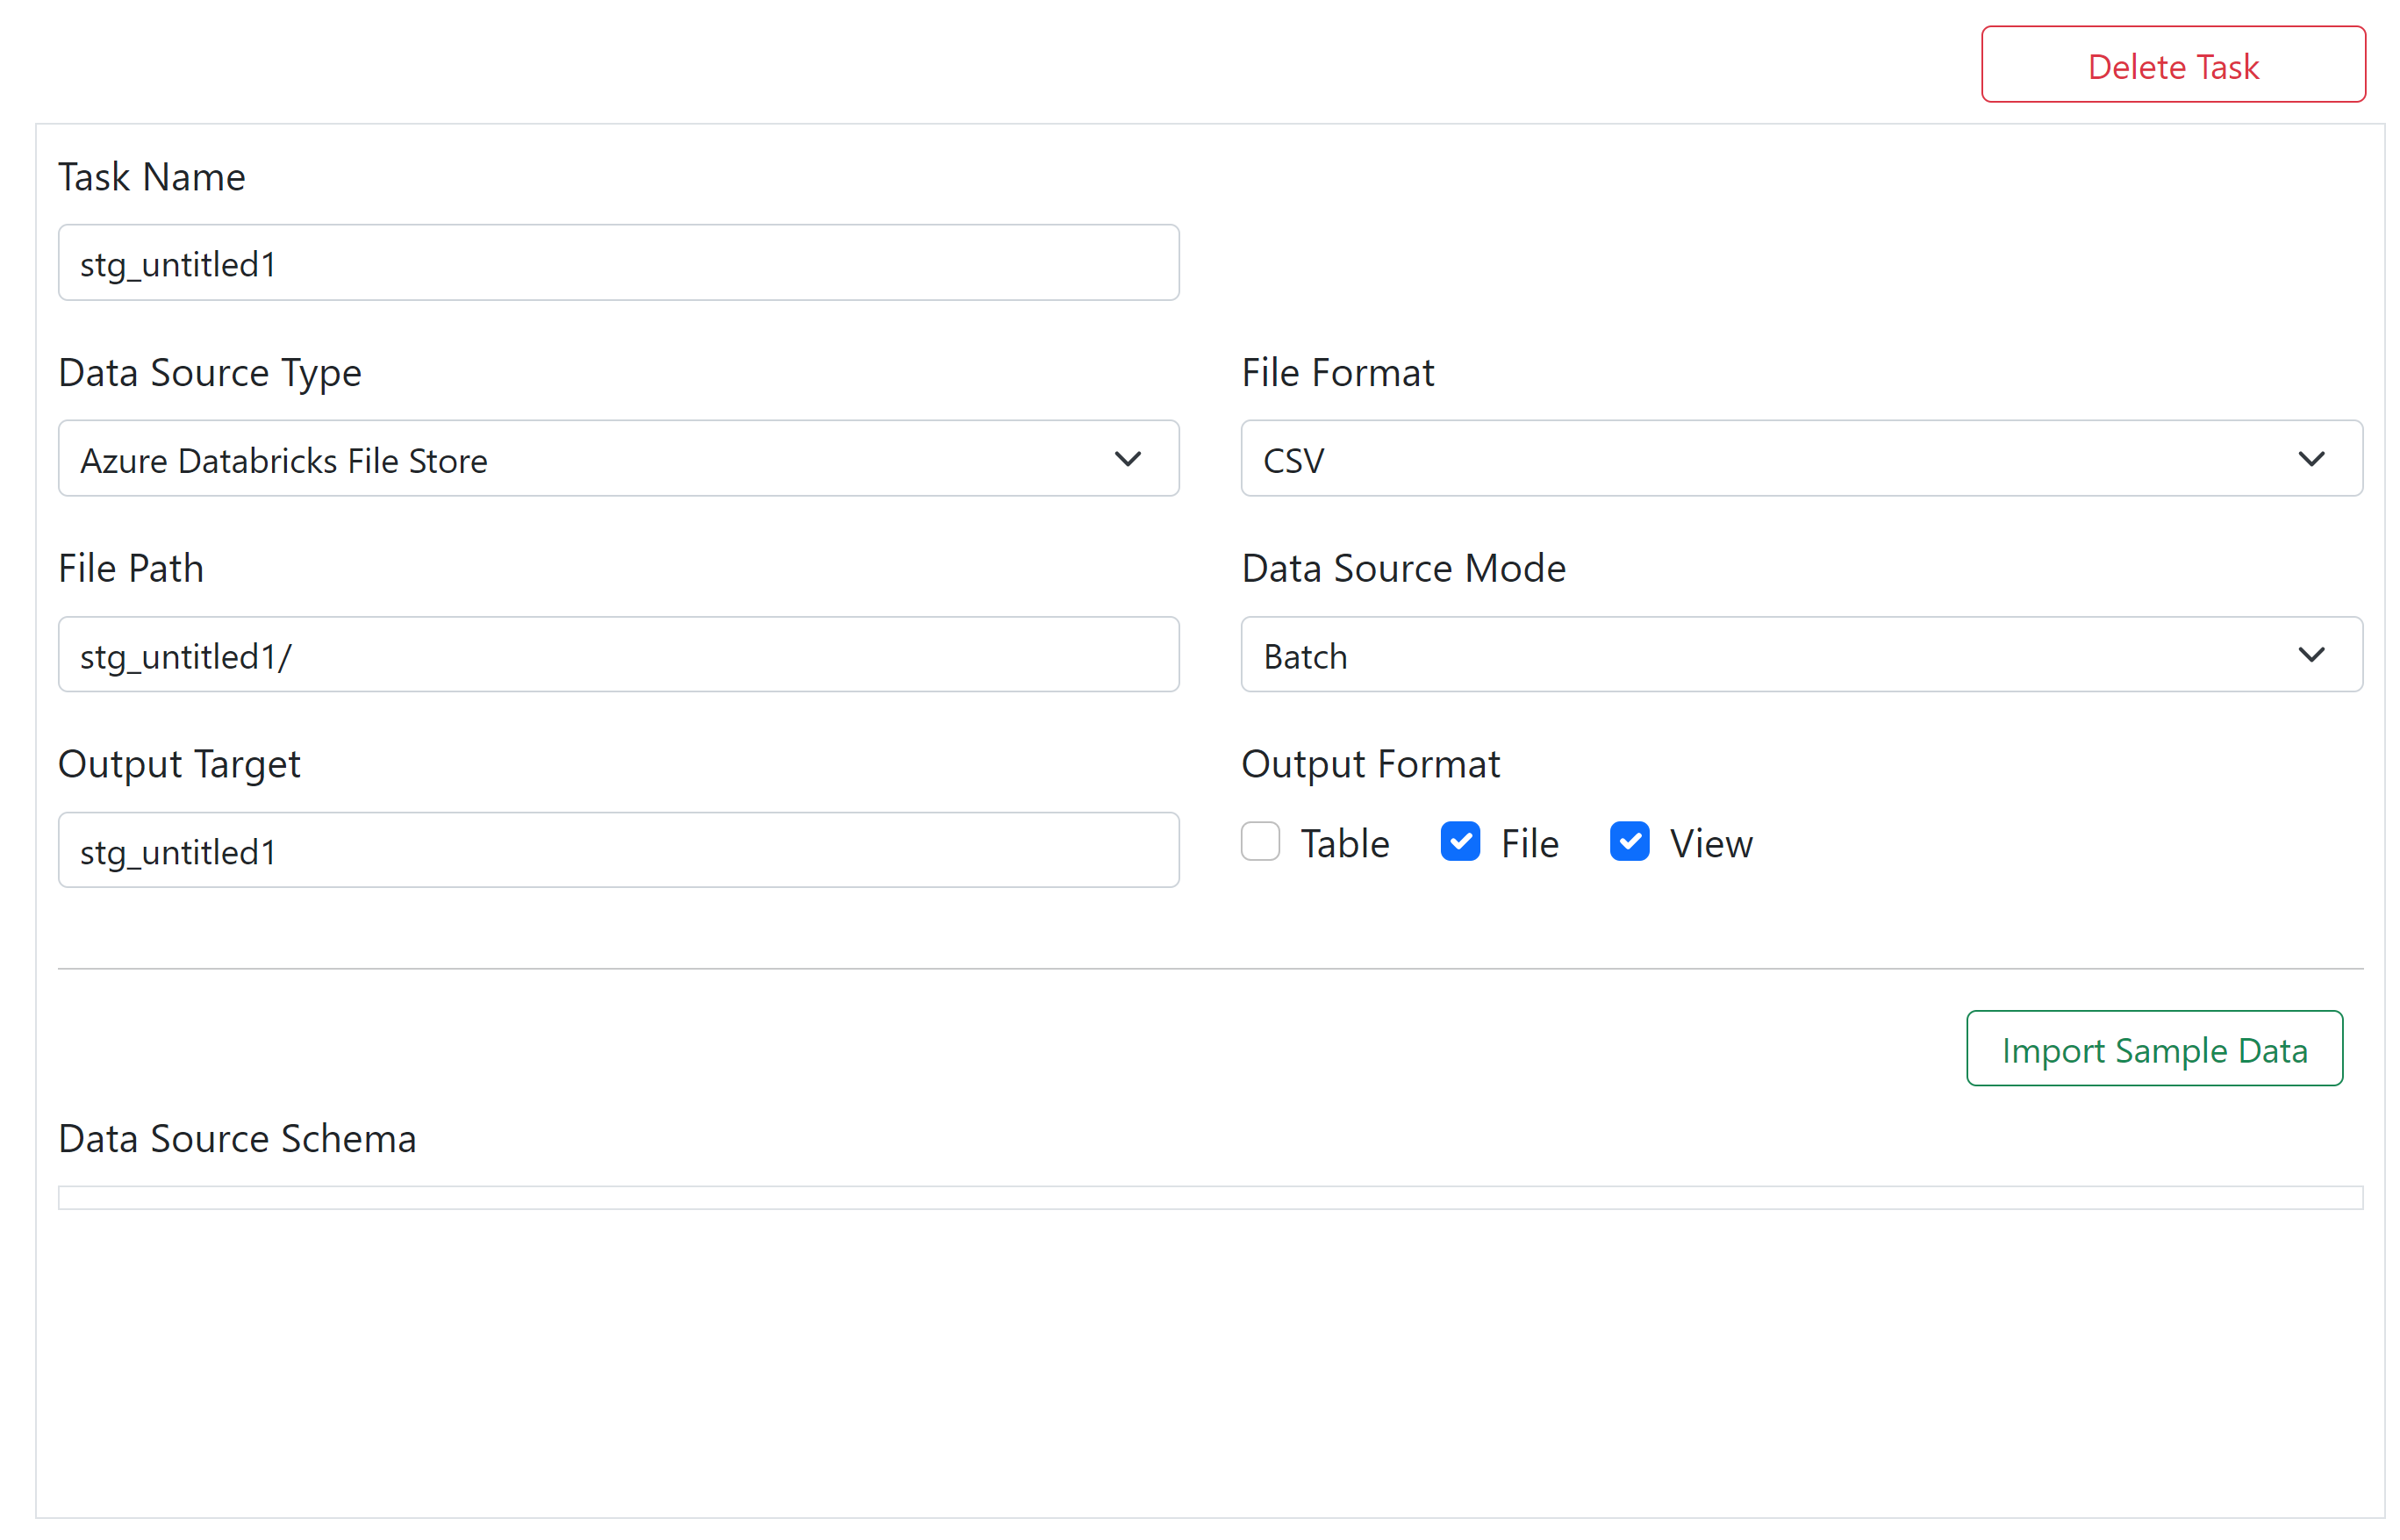 Delete Task
Task Name
stg_untitled1
Data Source Type
File Format
Azure Databricks File Store
CSV
File Path
Data Source Mode
stg_untitled1/
Batch
Output Target
Output Format
stg_untitled1
Table File View
Import Sample Data
Data Source Schema